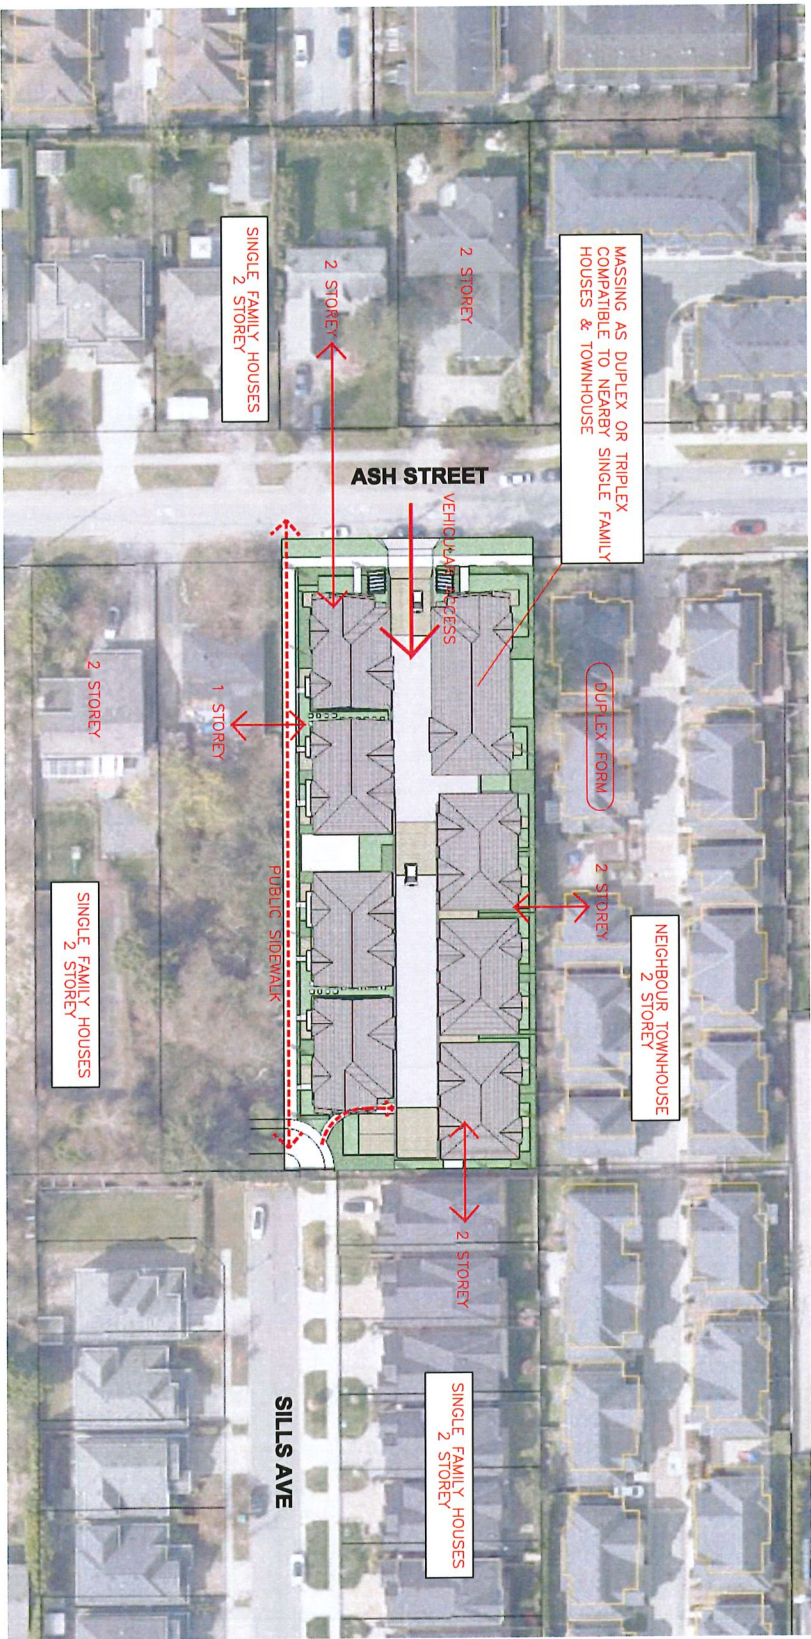 MASSING AS DUPLEX OR TRIPLEX
COMPATIBLE TO NEARBY SINGLE FAMILY
HOUSES & TOWNHOUSE
2 STOREY
2 STOREY
SINGLE FAMILY HOUSES
2 STOREY
ASH STREET
VEHICULAR ACCESS
DUPLEX FORM
2 STOREY
NEIGHBOUR TOWNHOUSE
2 STOREY
1 STOREY
2 STOREY
PUBLIC SIDEWALK
SINGLE FAMILY HOUSES
2 STOREY
2 STOREY
SINGLE FAMILY HOUSES
2 STOREY
SILLS AVE